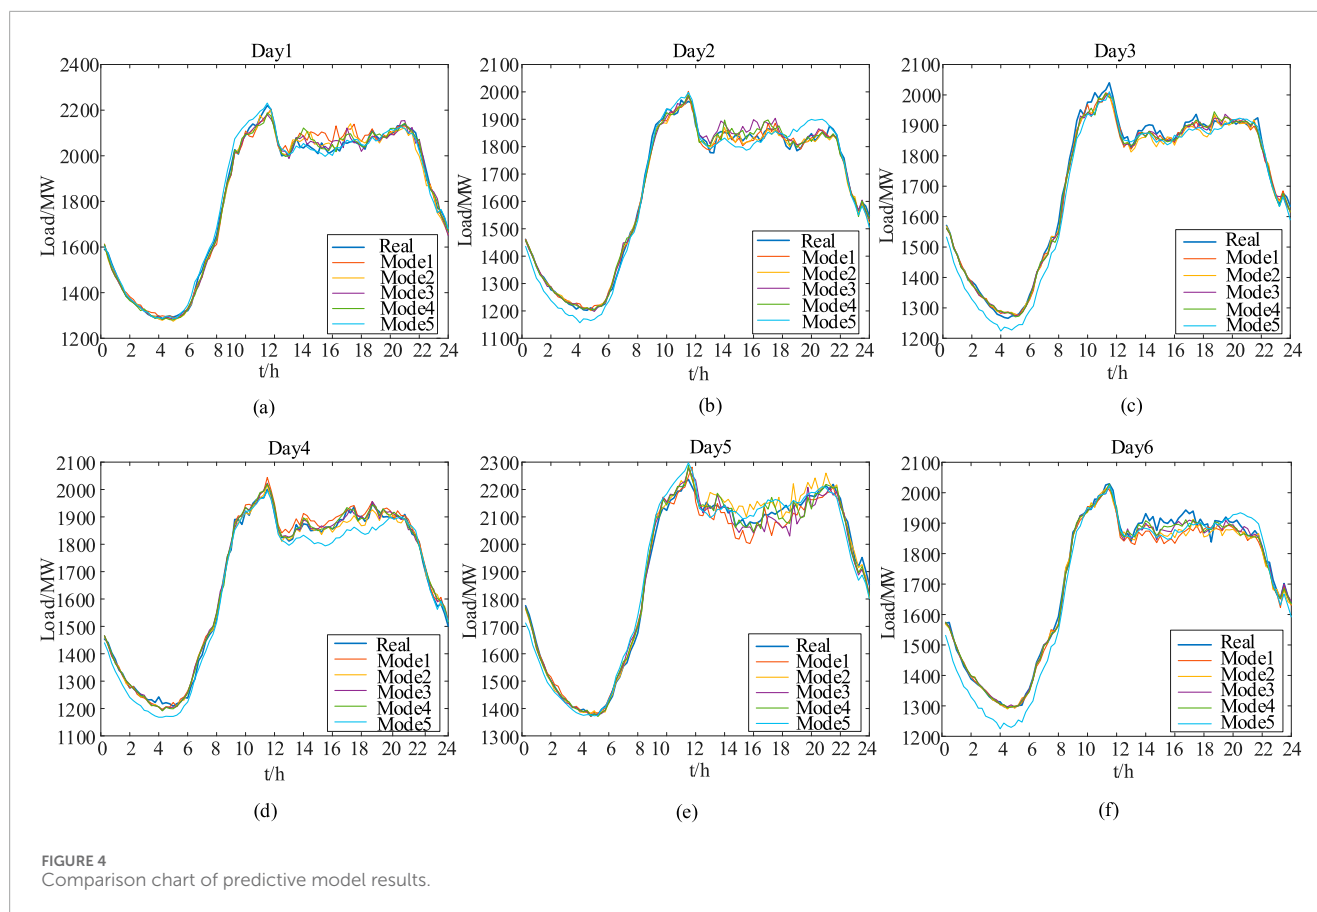 Day1
Load/MW
2400
2200
2000
1800
1600
1400
1200
Real
Mode1
Mode2
Mode3
Mode4
Mode5
0 2 4 6 8 10 12 14 16 18 20 22 24
t/h
(a)
Day2
Load/MW
2100
2000
1900
1800
1700
1600
1500
1400
1300
1200
1100
Real
Mode1
Mode2
Mode3
Mode4
Mode5
0 2 4 6 8 10 12 14 16 18 20 22 24
t/h
(b)
Day3
Load/MW
2100
2000
1900
1800
1700
1600
1500
1400
1300
1200
Real
Mode1
Mode2
Mode3
Mode4
Mode5
0 2 4 6 8 10 12 14 16 18 20 22 24
t/h
(c)
Day4
Load/MW
2100
2000
1900
1800
1700
1600
1500
1400
1300
1200
1100
Real
Mode1
Mode2
Mode3
Mode4
Mode5
0 2 4 6 8 10 12 14 16 18 20 22 24
t/h
(d)
Day5
Load/MW
2300
2200
2100
2000
1900
1800
1700
1600
1500
1400
1300
Real
Mode1
Mode2
Mode3
Mode4
Mode5
0 2 4 6 8 10 12 14 16 18 20 22 24
t/h
(e)
Day6
Load/MW
2100
2000
1900
1800
1700
1600
1500
1400
1300
1200
Real
Mode1
Mode2
Mode3
Mode4
Mode5
0 2 4 6 8 10 12 14 16 18 20 22 24
t/h
(f)
FIGURE 4
Comparison chart of predictive model results.